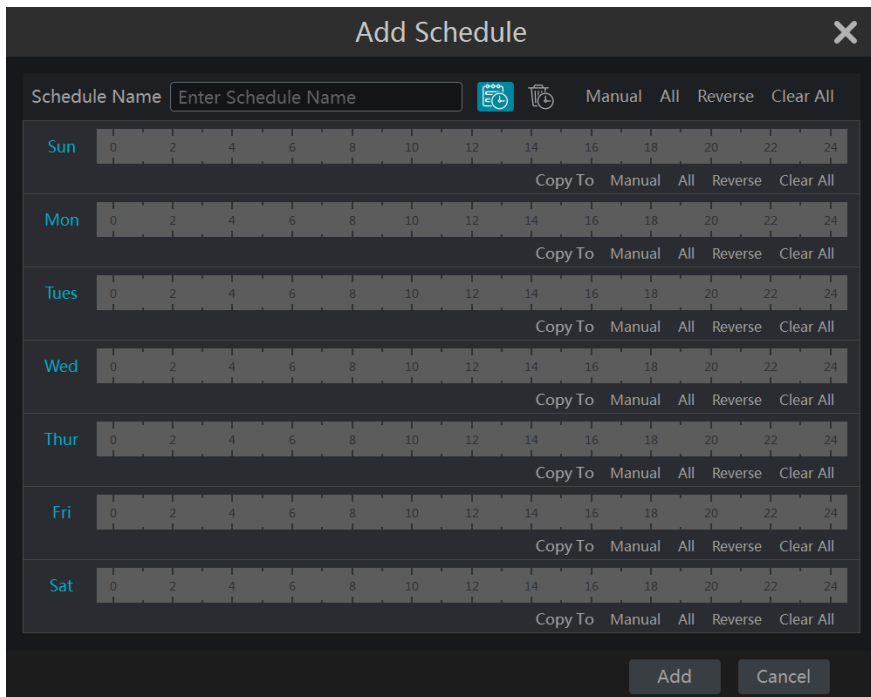 Add Schedule
Schedule Name Enter Schedule Name Manual All Reverse Clear All
Sun 0 2 4 6 8 10 12 14 16 18 20 22 24
Copy To Manual All Reverse Clear All
Mon 0 2 4 6 8 10 12 14 16 18 20 22 24
Copy To Manual All Reverse Clear All
Tues 0 2 4 6 8 10 12 14 16 18 20 22 24
Copy To Manual All Reverse Clear All
Wed 0 2 4 6 8 10 12 14 16 18 20 22 24
Copy To Manual All Reverse Clear All
Thur 0 2 4 6 8 10 12 14 16 18 20 22 24
Copy To Manual All Reverse Clear All
Fri 0 2 4 6 8 10 12 14 16 18 20 22 24
Copy To Manual All Reverse Clear All
Sat 0 2 4 6 8 10 12 14 16 18 20 22 24
Copy To Manual All Reverse Clear All
Add Cancel